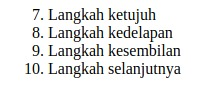 7. Langkah ketujuh
8. Langkah kedelapan
9. Langkah kesembilan
10. Langkah selanjutnya